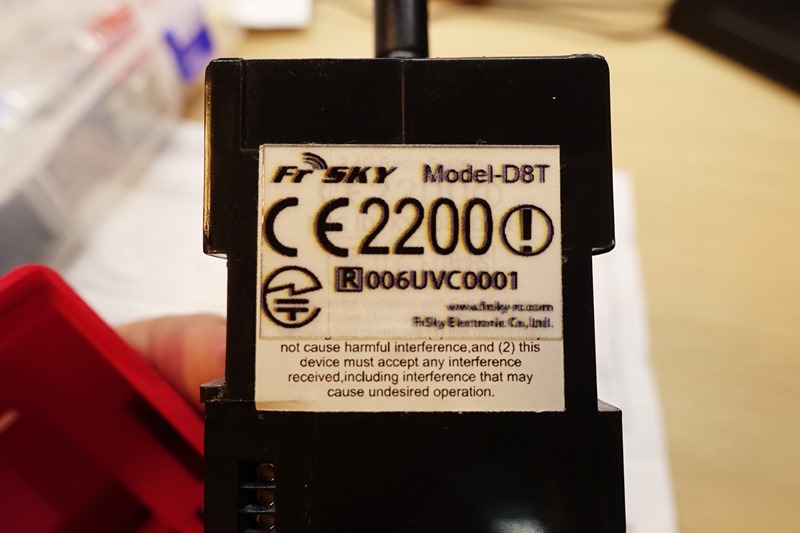 FrSKY Model-D8T
CE2200
R 006UVC0001
www.frsky-rc.com
FrSky Electronic Co.,Ltd.
not cause harmful interference,and (2) this
device must accept any interference
received,including interference that may
cause undesired operation.